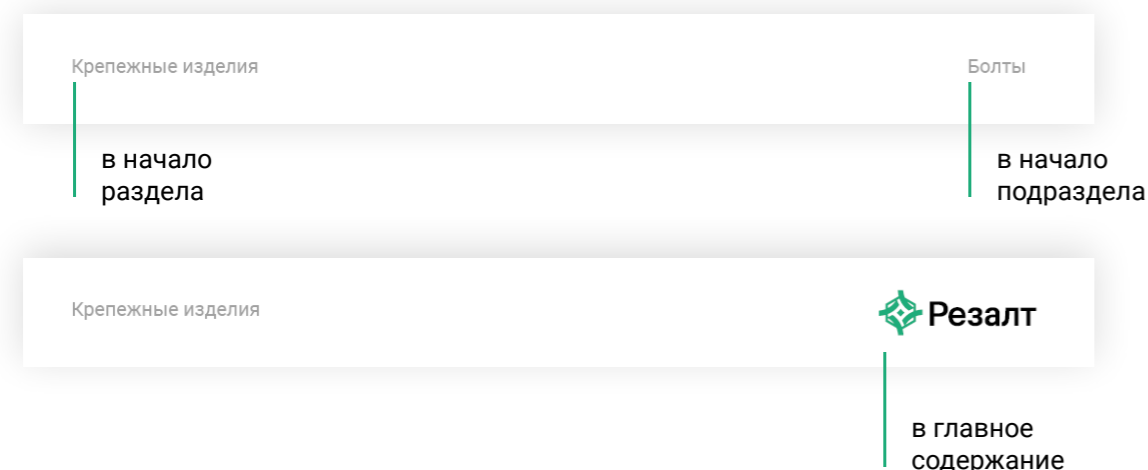 Крепежные изделия
Болты
в начало
раздела
в начало
подраздела
Крепежные изделия
Резалт
в главное
содержание